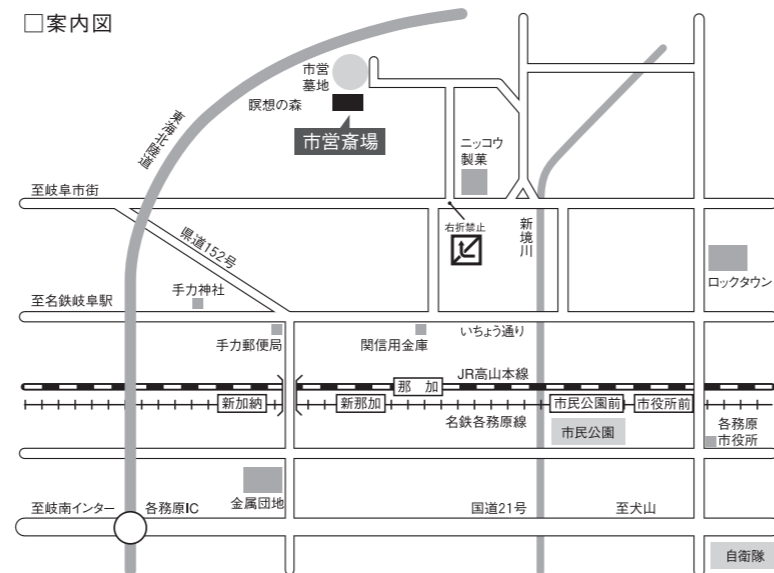 □案内図
市営
墓地
瞑想の森
市営斎場
東海北陸道
ニッコウ
製菓
至岐阜市街
右折禁止
新境川
県道152号
ロックタウン
手力神社
至名鉄岐阜駅
手力郵便局
関信用金庫
いちょう通り
JR高山本線
那 加
新加納
新那加
市民公園前
市役所前
名鉄各務原線
市民公園
各務原
市役所
至岐南インター
各務原IC
金属団地
国道21号
至犬山
自衛隊